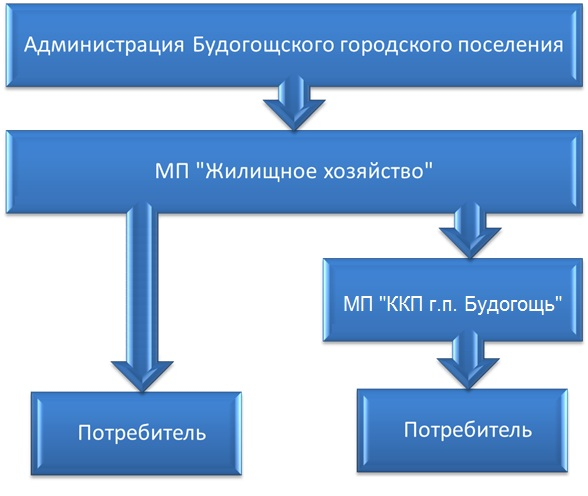 Администрация Будогощского городского поселения
МП "Жилищное хозяйство"
МП "ККП г.п. Будогощь"
Потребитель
Потребитель